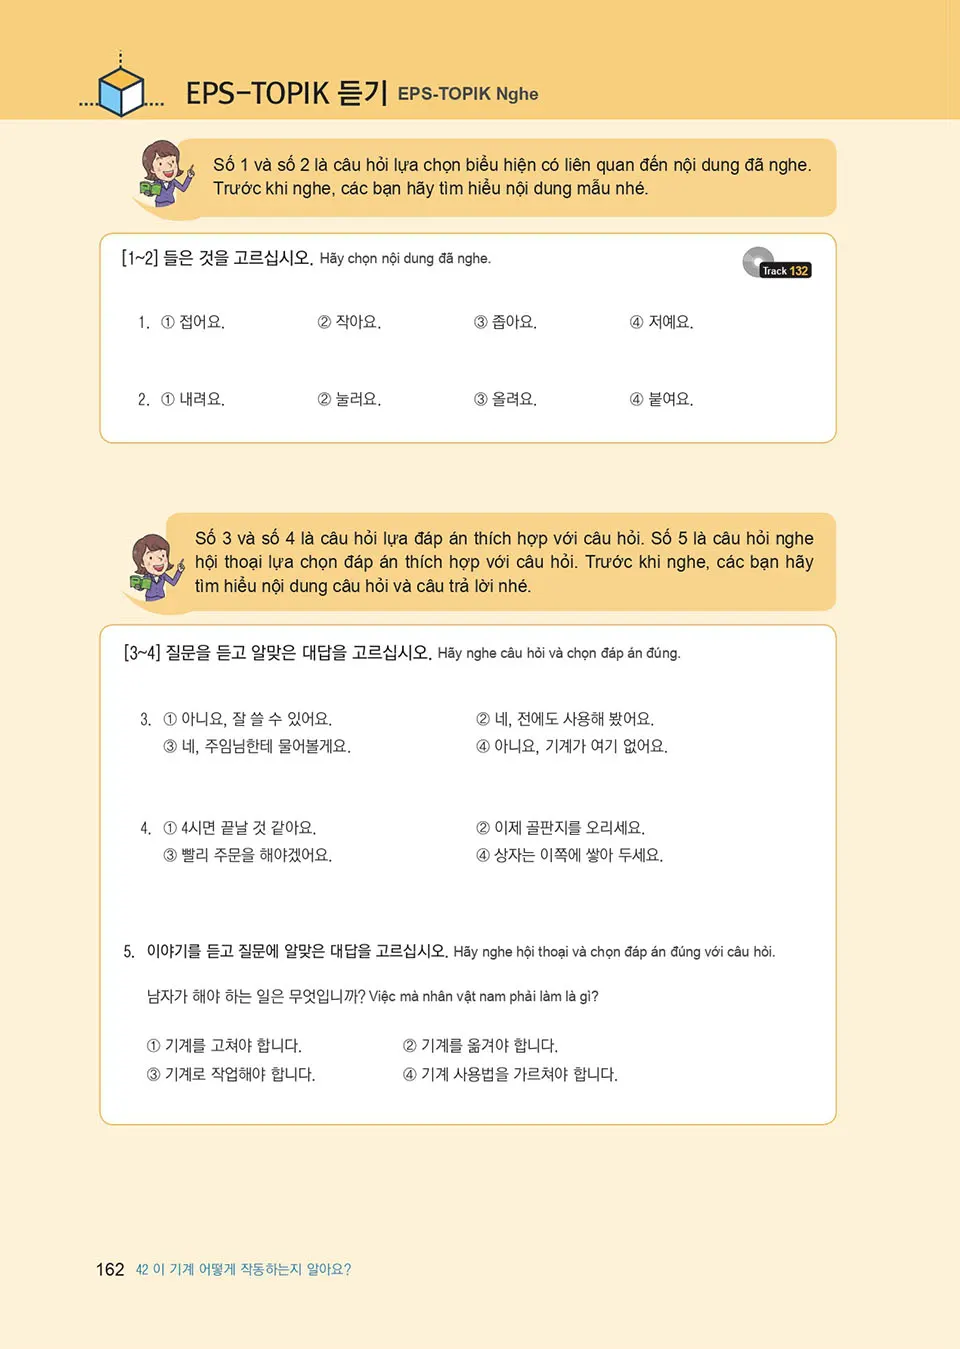 EPS-TOPIK 듣기 EPS-TOPIK Nghe
Số 1 và số 2 là câu hỏi lựa chọn biểu hiện có liên quan đến nội dung đã nghe.
Trước khi nghe, các bạn hãy tìm hiểu nội dung mẫu nhé.
[1~2] 들은 것을 고르십시오. Hãy chọn nội dung đã nghe.
Track 132
1. ① 접어요. ② 작아요. ③ 좁아요. ④ 저예요.
2. ① 내려요. ② 눌러요. ③ 올려요. ④ 붙여요.
Số 3 và số 4 là câu hỏi lựa đáp án thích hợp với câu hỏi. Số 5 là câu hỏi nghe
hội thoại lựa chọn đáp án thích hợp với câu hỏi. Trước khi nghe, các bạn hãy
tìm hiểu nội dung câu hỏi và câu trả lời nhé.
[3~4] 질문을 듣고 알맞은 대답을 고르십시오. Hãy nghe câu hỏi và chọn đáp án đúng.
3. ① 아니요, 잘 쓸 수 있어요. ② 네, 전에도 사용해 봤어요.
③ 네, 주임님한테 물어볼게요. ④ 아니요, 기계가 여기 없어요.
4. ① 4시면 끝날 것 같아요. ② 이제 골판지를 오리세요.
③ 빨리 주문을 해야겠어요. ④ 상자는 이쪽에 쌓아 두세요.
5. 이야기를 듣고 질문에 알맞은 대답을 고르십시오. Hãy nghe hội thoại và chọn đáp án đúng với câu hỏi.
남자가 해야 하는 일은 무엇입니까? Việc mà nhân vật nam phải làm là gì?
① 기계를 고쳐야 합니다. ② 기계를 옮겨야 합니다.
③ 기계로 작업해야 합니다. ④ 기계 사용법을 가르쳐야 합니다.
162 42 이 기계 어떻게 작동하는지 알아요?